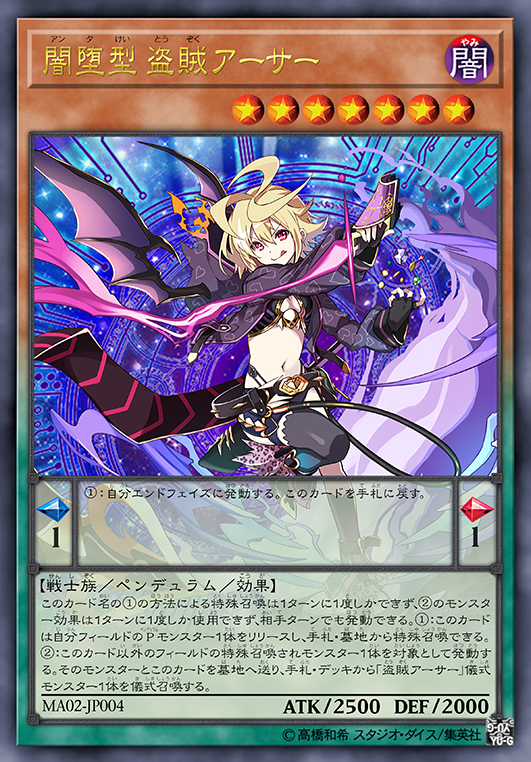 闇堕型 盗賊アーサー
闇
①：自分エンドフェイズに発動する。このカードを手札に戻す。
1
1
【戦士族／ペンデュラム／効果】
このカード名の①の方法による特殊召喚は1ターンに1度しかできず、②のモンスタ
ー効果は1ターンに1度しか使用できず、相手ターンでも発動できる。①：このカード
は自分フィールドのPモンスター1体をリリースし、手札・墓地から特殊召喚できる。
②：このカード以外のフィールドの特殊召喚されモンスター1体を対象として発動す
る。そのモンスターとこのカードを墓地へ送り、手札・デッキから「盗賊アーサー」儀式
モンスター1体を儀式召喚する。
MA02-JP004
ATK/2500 DEF/2000
©高橋和希 スタジオ・ダイス/集英社